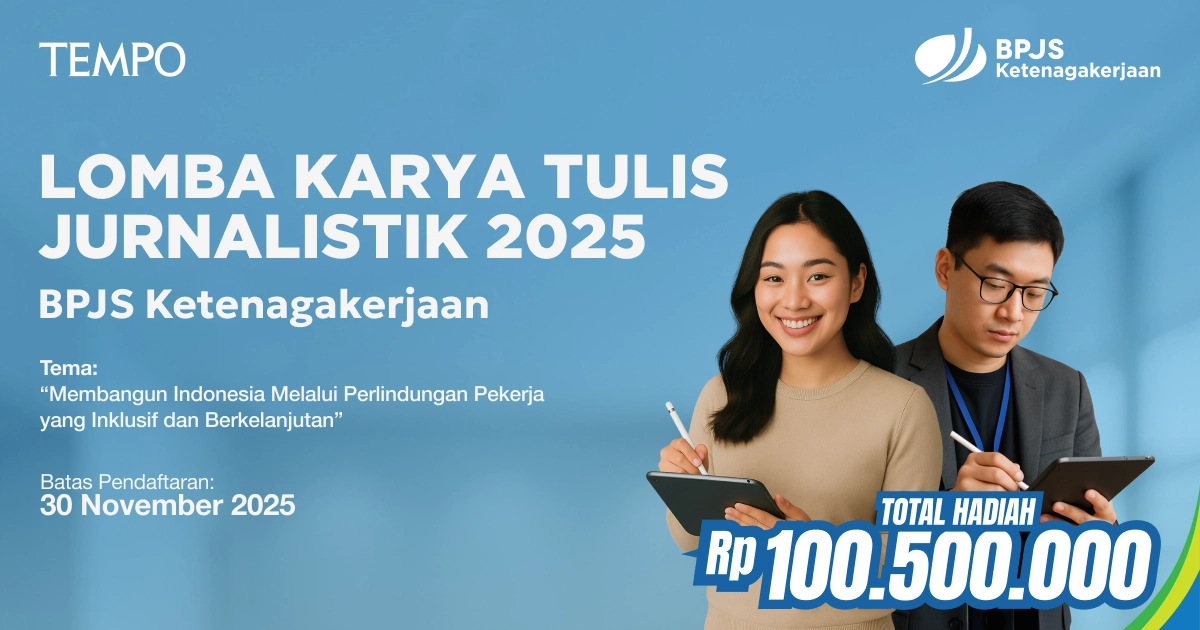 TEMPO
BPJS
Ketenagakerjaan
LOMBA KARYA TULIS
JURNALISTIK 2025
BPJS Ketenagakerjaan
Tema:
“Membangun Indonesia Melalui Perlindungan Pekerja
yang Inklusif dan Berkelanjutan”
Batas Pendaftaran:
30 November 2025
TOTAL HADIAH
Rp 100.500.000